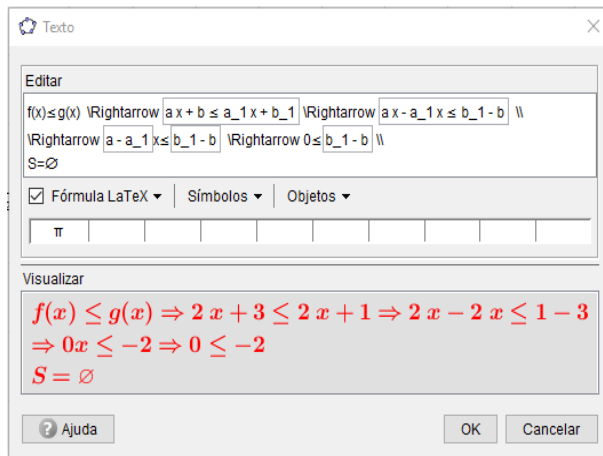 Texto
Editar
f(x)≤g(x) \Rightarrow a x + b ≤ a_1 x + b_1 \Rightarrow a x - a_1 x ≤ b_1 - b \\
\Rightarrow a - a_1 x≤ b_1 - b \Rightarrow 0≤ b_1 - b \\
S=∅
Fórmula LaTeX Símbolos Objetos
π
Visualizar
f(x) ≤ g(x) ⇒ 2 x + 3 ≤ 2 x + 1 ⇒ 2 x − 2 x ≤ 1 − 3
⇒ 0x ≤ −2 ⇒ 0 ≤ −2
S = ∅
Ajuda OK Cancelar